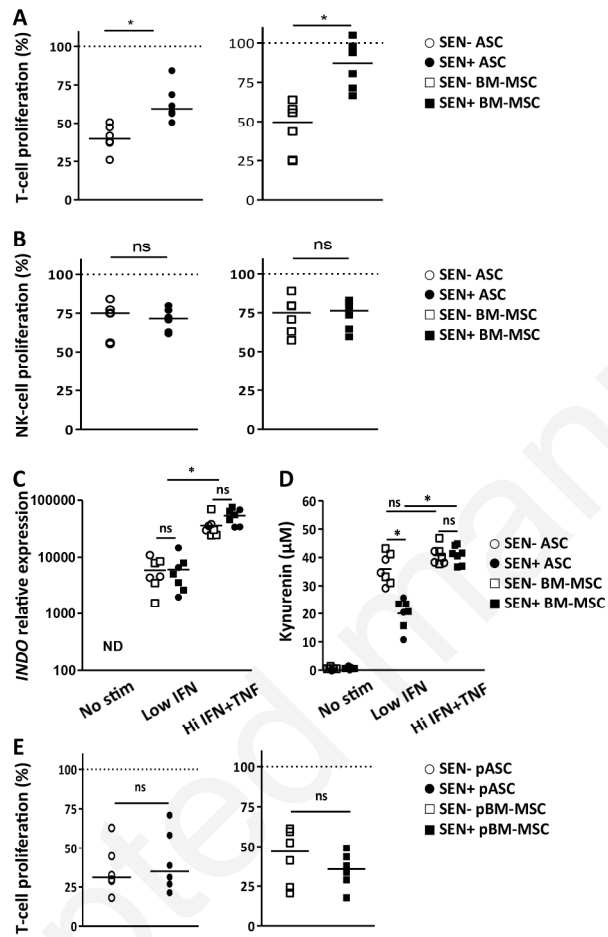 A
T-cell proliferation (%)
100
75
50
25
0
*
100
75
50
25
0
*
SEN- ASC
SEN+ ASC
SEN- BM-MSC
SEN+ BM-MSC
B
NK-cell proliferation (%)
100
75
50
25
0
ns
100
75
50
25
0
ns
SEN- ASC
SEN+ ASC
SEN- BM-MSC
SEN+ BM-MSC
C
INDO relative expression
100000
10000
1000
100
*
ns
ns
ND
No stim
Low IFN
Hi IFN+TNF
D
Kynurenin (µM)
60
50
40
30
20
10
0
ns
*
*
ns
No stim
Low IFN
Hi IFN+TNF
SEN- ASC
SEN+ ASC
SEN- BM-MSC
SEN+ BM-MSC
E
T-cell proliferation (%)
100
75
50
25
0
ns
100
75
50
25
0
ns
SEN- pASC
SEN+ pASC
SEN- pBM-MSC
SEN+ pBM-MSC